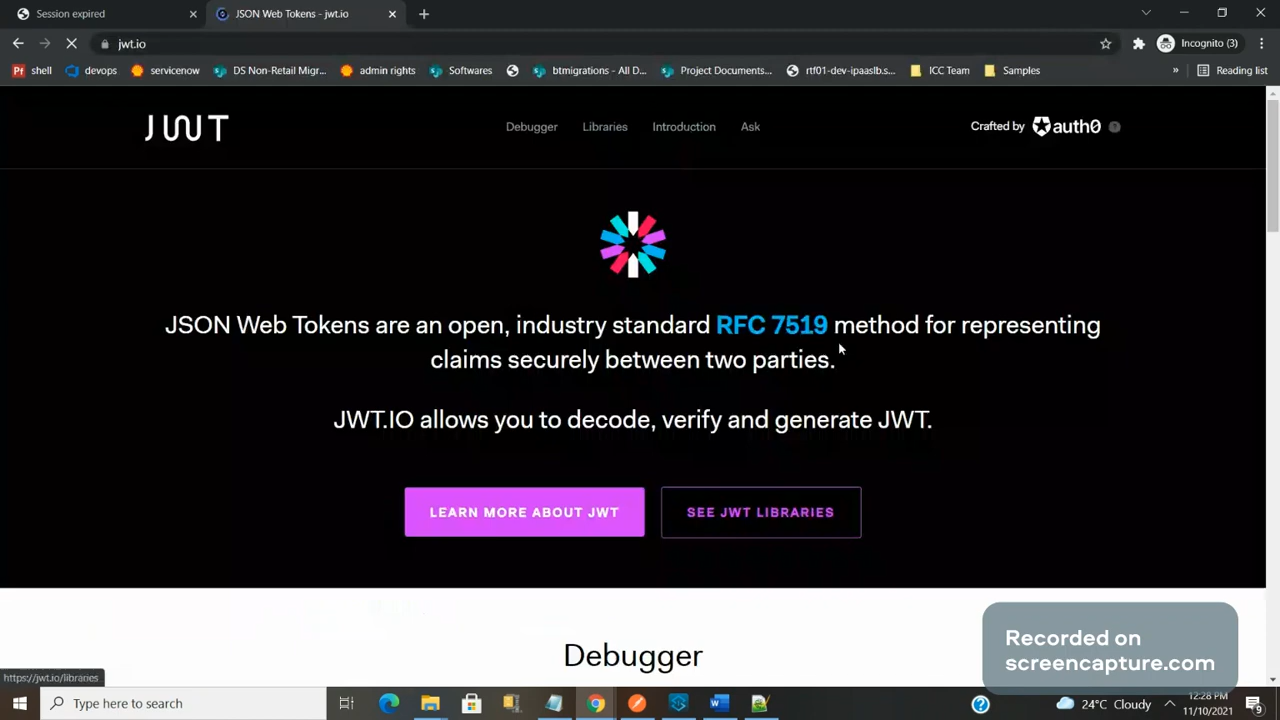 Session expired
JSON Web Tokens - jwt.io
jwt.io
Incognito (3)
shell
devops
servicenow
DS Non-Retail Migr...
admin rights
Softwares
btmigrations - All D...
Project Documents...
rtf01-dev-ipaaslb.s...
ICC Team
Samples
»
Reading list
JWT
Debugger
Libraries
Introduction
Ask
Crafted by auth0
?
JSON Web Tokens are an open, industry standard RFC 7519 method for representing
claims securely between two parties.
JWT.IO allows you to decode, verify and generate JWT.
LEARN MORE ABOUT JWT
SEE JWT LIBRARIES
Debugger
Recorded on
screencapture.com
https://jwt.io/libraries
Type here to search
24°C Cloudy
12:28 PM
11/10/2021